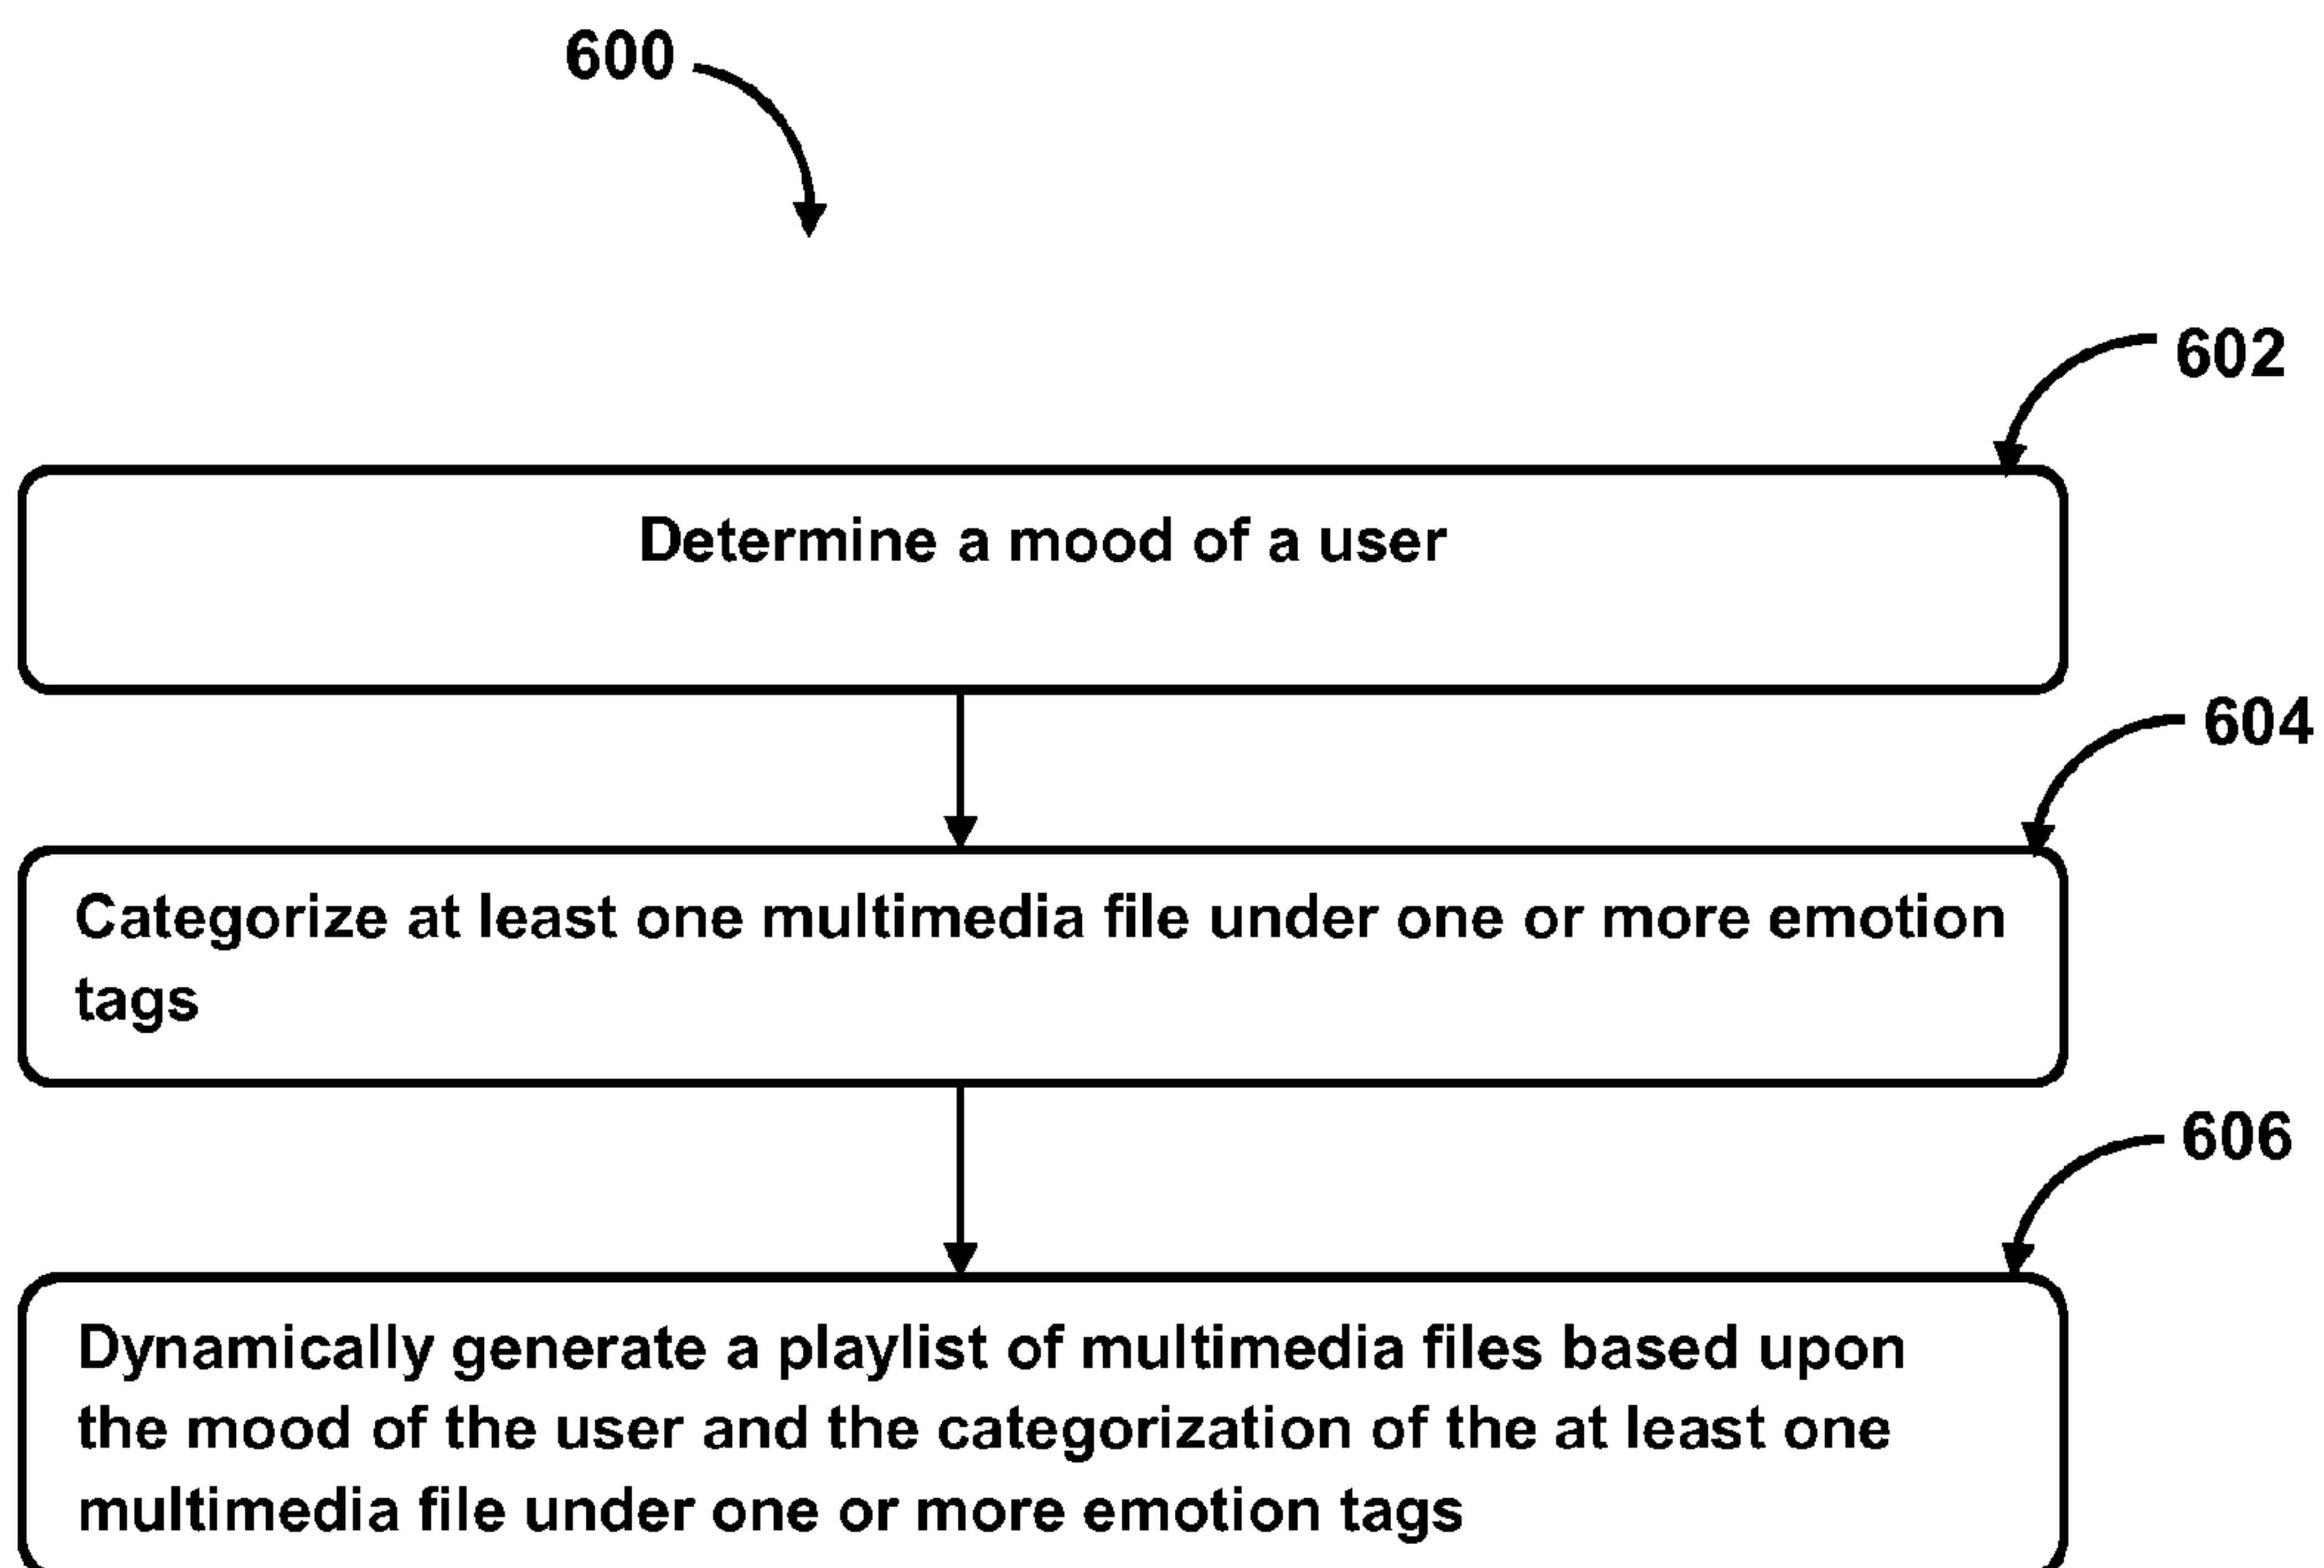 600
602
Determine a mood of a user
604
Categorize at least one multimedia file under one or more emotion
tags
606
Dynamically generate a playlist of multimedia files based upon
the mood of the user and the categorization of the at least one
multimedia file under one or more emotion tags